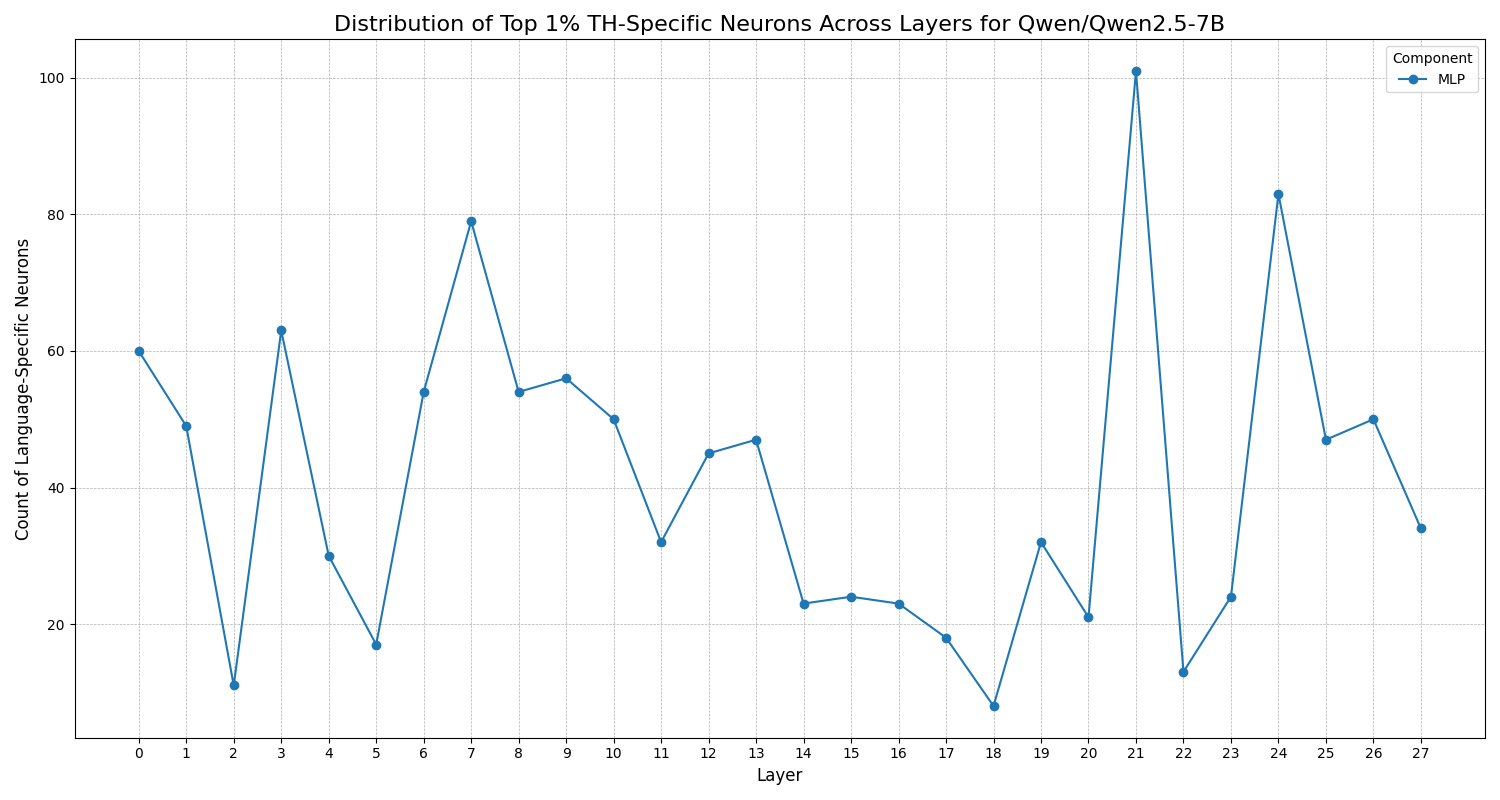 Distribution of Top 1% TH-Specific Neurons Across Layers for Qwen/Qwen2.5-7B
Component
MLP
Count of Language-Specific Neurons
100
80
60
40
20
0 1 2 3 4 5 6 7 8 9 10 11 12 13 14 15 16 17 18 19 20 21 22 23 24 25 26 27
Layer